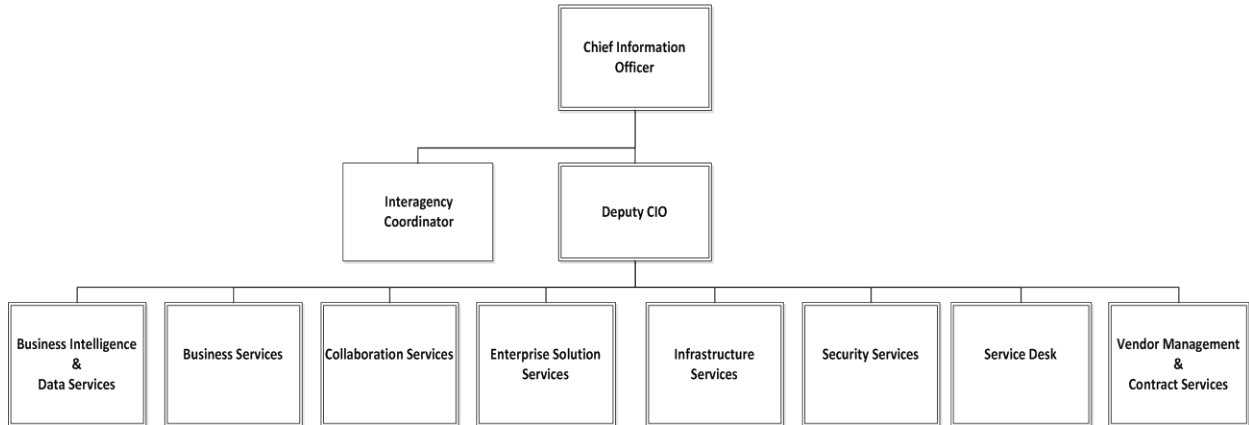 Chief Information
Officer
Interagency
Coordinator
Deputy CIO
Business Intelligence
&
Data Services
Business Services
Collaboration Services
Enterprise Solution
Services
Infrastructure
Services
Security Services
Service Desk
Vendor Management
&
Contract Services